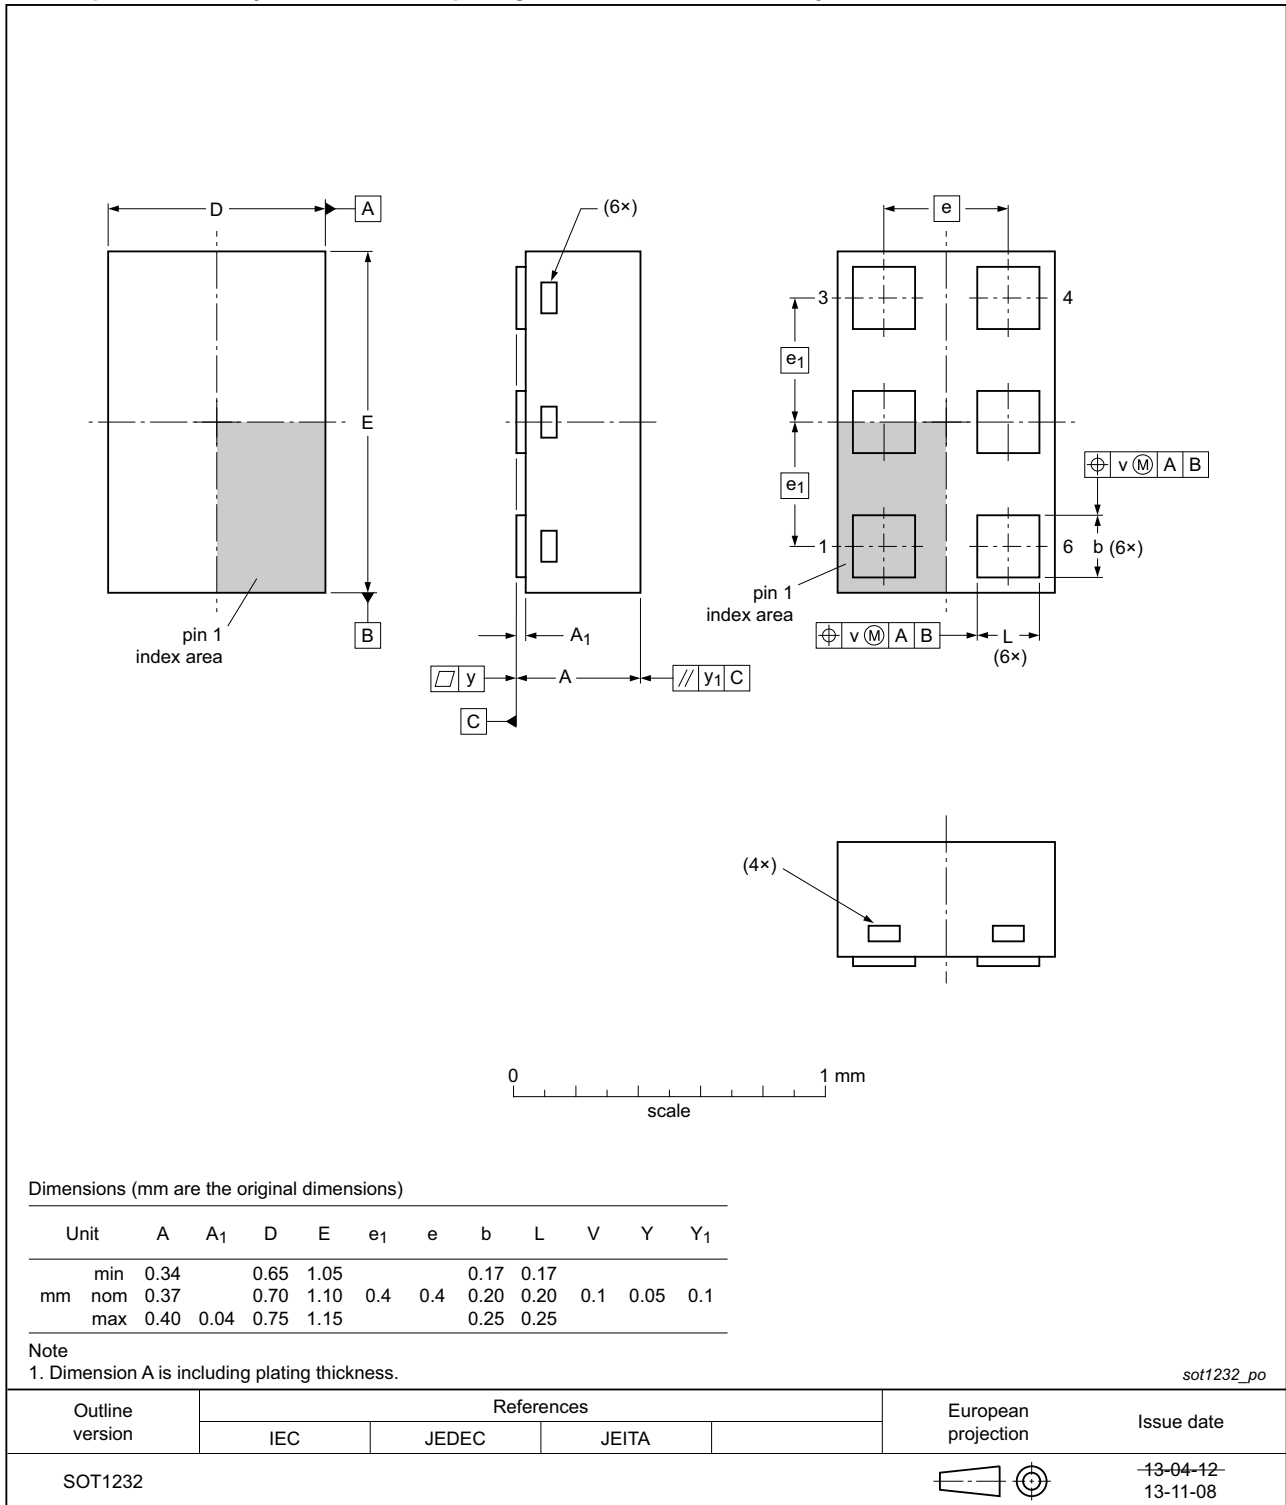 D
A
E
B
pin 1
index area
(6×)
A1
A
y
// y1 C
C
e
3
4
e1
e1
1
6
b (6×)
v M A B
pin 1
index area
v M A B
L
(6×)
(4×)
0
1 mm
scale
Dimensions (mm are the original dimensions)
Unit A A1 D E e1 e b L V Y Y1
min 0.34 0.65 1.05 0.17 0.17
mm nom 0.37 0.70 1.10 0.4 0.4 0.20 0.20 0.1 0.05 0.1
max 0.40 0.04 0.75 1.15 0.25 0.25
Note
1. Dimension A is including plating thickness.
sot1232_po
Outline version
References
European projection
Issue date
IEC JEDEC JEITA
SOT1232
13-04-12
13-11-08